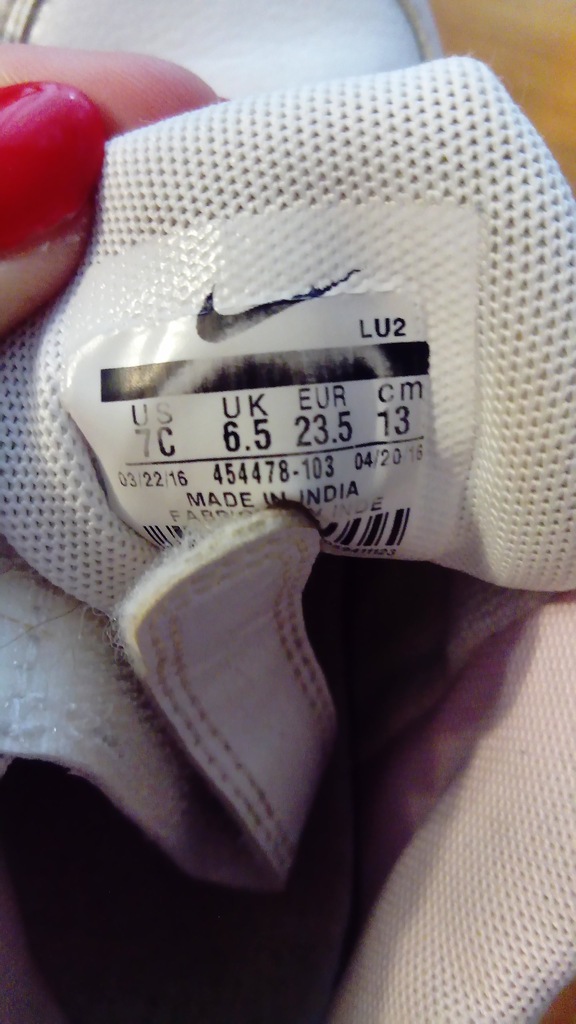 LU2
US UK EUR cm
7C 6.5 23.5 13
03/22/16 454478-103 04/20/16
MADE IN INDIA
INDE